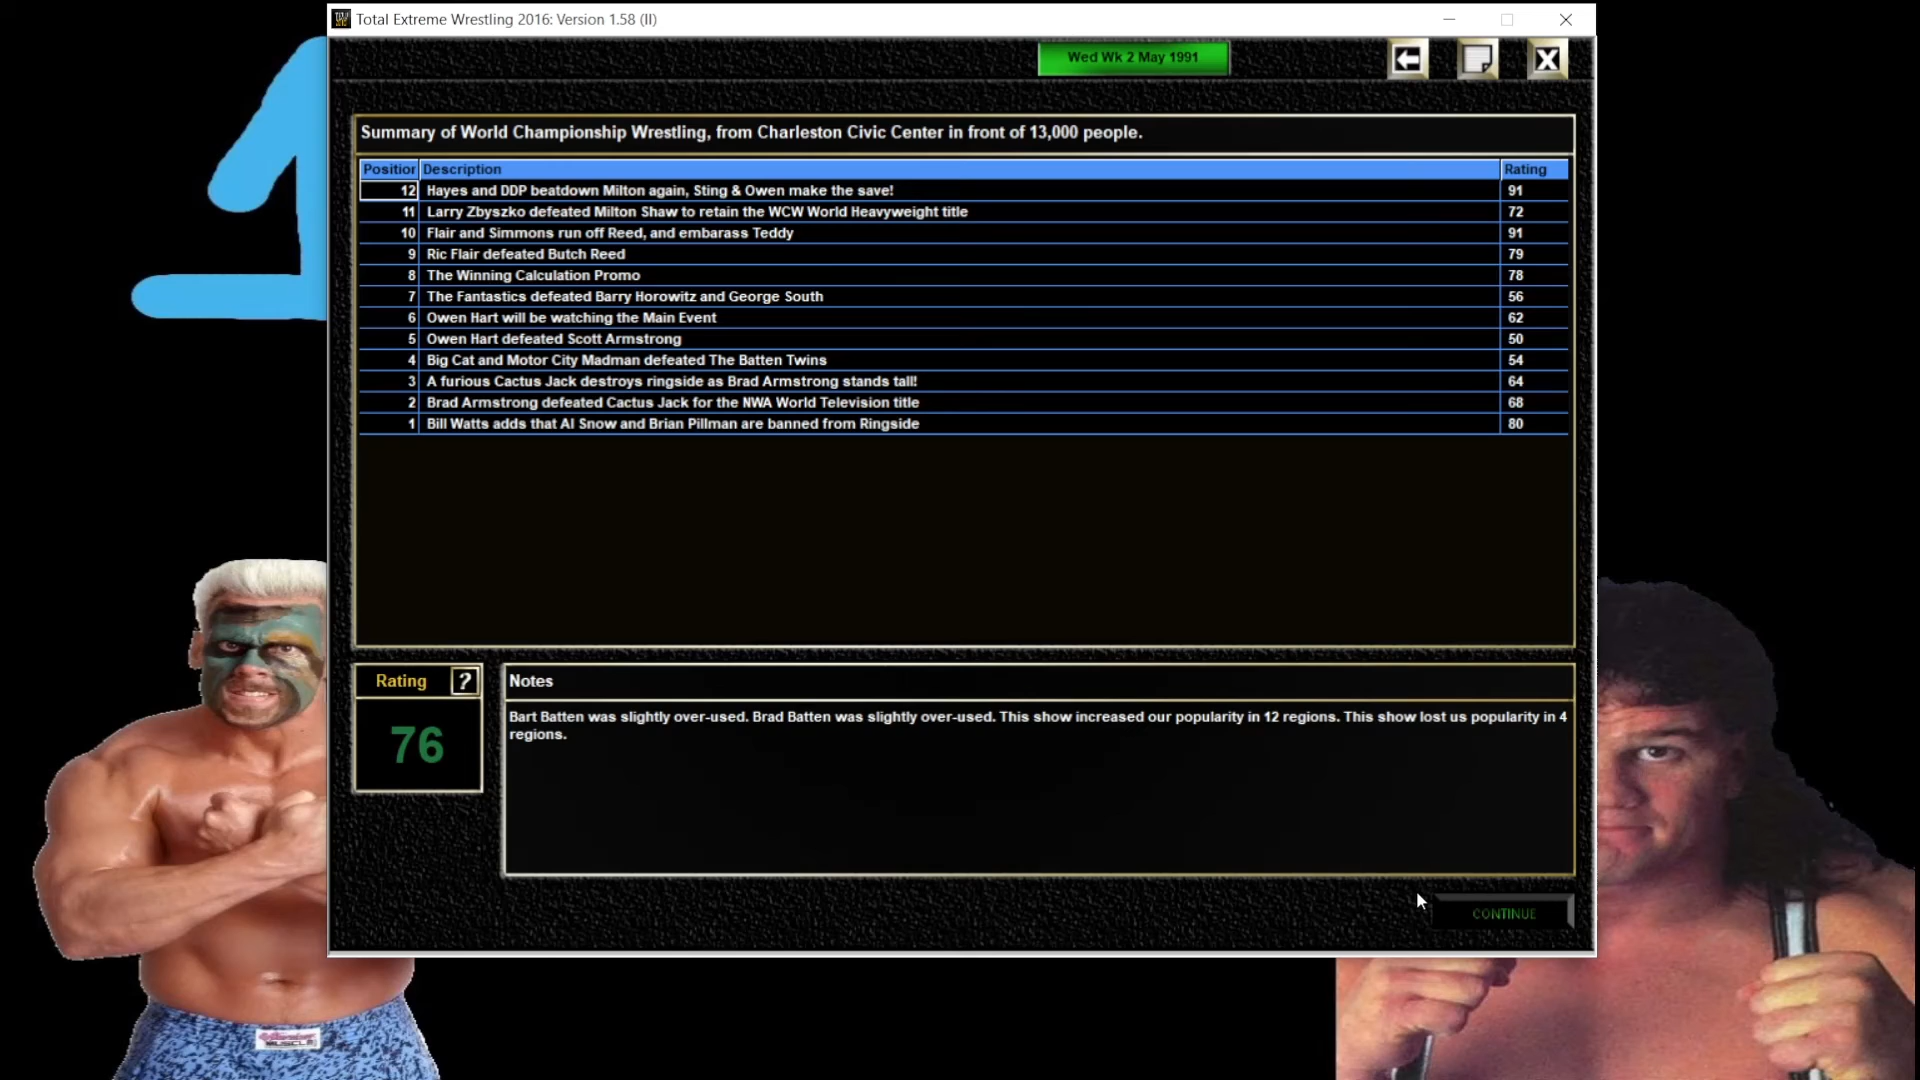 Total Extreme Wrestling 2016: Version 1.58 (II)
Wed Wk 2 May 1991
Summary of World Championship Wrestling, from Charleston Civic Center in front of 13,000 people.
Position Description Rating
12 Hayes and DDP beatdown Milton again, Sting & Owen make the save! 91
11 Larry Zbyszko defeated Milton Shaw to retain the WCW World Heavyweight title 72
10 Flair and Simmons run off Reed, and embarass Teddy 91
9 Ric Flair defeated Butch Reed 79
8 The Winning Calculation Promo 78
7 The Fantastics defeated Barry Horowitz and George South 56
6 Owen Hart will be watching the Main Event 62
5 Owen Hart defeated Scott Armstrong 50
4 Big Cat and Motor City Madman defeated The Batten Twins 54
3 A furious Cactus Jack destroys ringside as Brad Armstrong stands tall! 64
2 Brad Armstrong defeated Cactus Jack for the NWA World Television title 68
1 Bill Watts adds that Al Snow and Brian Pillman are banned from Ringside 80
Rating ? Notes
76
Bart Batten was slightly over-used. Brad Batten was slightly over-used. This show increased our popularity in 12 regions. This show lost us popularity in 4
regions.
CONTINUE